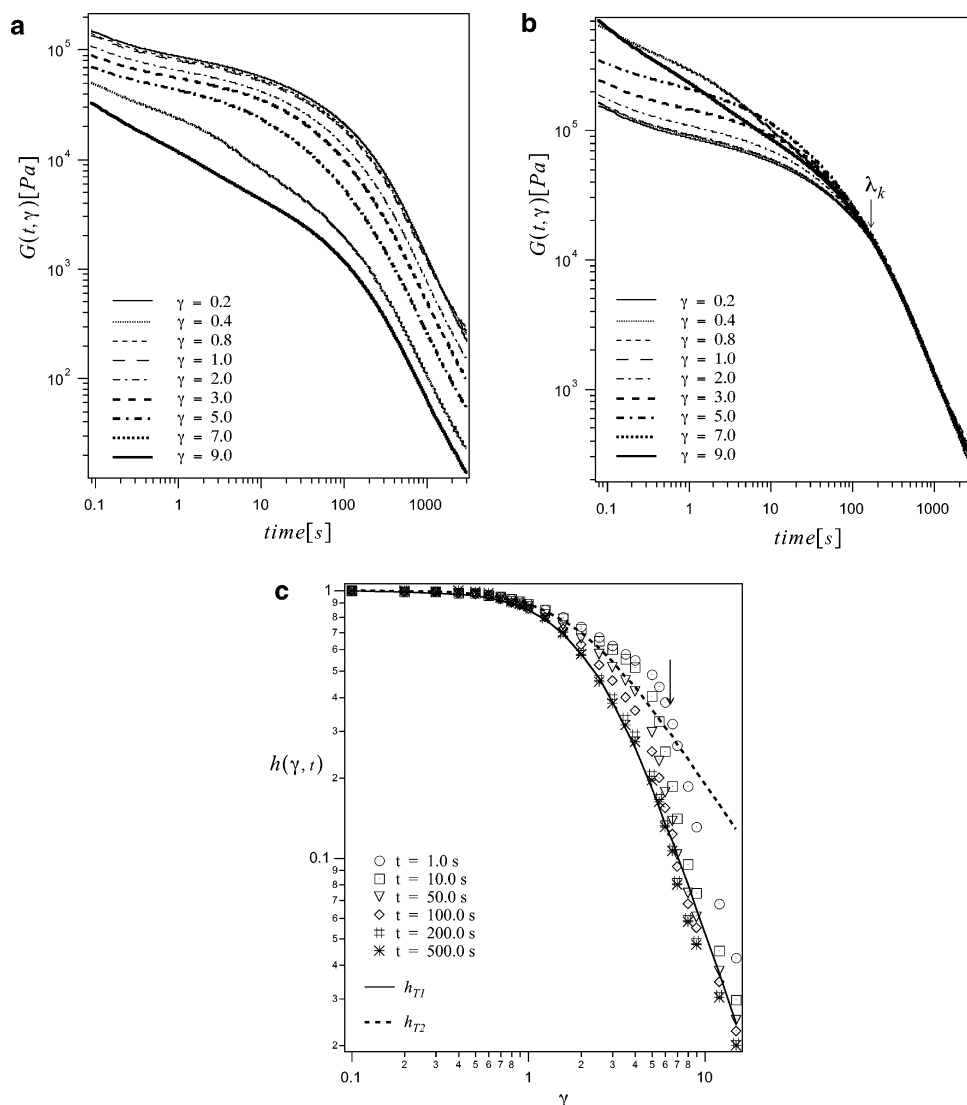 a
10^5
10^4
10^3
10^2
G(t,γ)[Pa]
γ = 0.2
γ = 0.4
γ = 0.8
γ = 1.0
γ = 2.0
γ = 3.0
γ = 5.0
γ = 7.0
γ = 9.0
0.1 1 10 100 1000
time[s]
b
10^5
10^4
10^3
G(t,γ)[Pa]
λ_k
γ = 0.2
γ = 0.4
γ = 0.8
γ = 1.0
γ = 2.0
γ = 3.0
γ = 5.0
γ = 7.0
γ = 9.0
0.1 1 10 100 1000
time[s]
c
1
9
8
7
6
5
4
3
2
0.1
9
8
7
6
5
4
3
2
h(γ,t)
t = 1.0 s
t = 10.0 s
t = 50.0 s
t = 100.0 s
t = 200.0 s
t = 500.0 s
h_T1
h_T2
2 3 4 5 6 7 8 2 3 4 5 6 7 8
0.1 1 10
γ